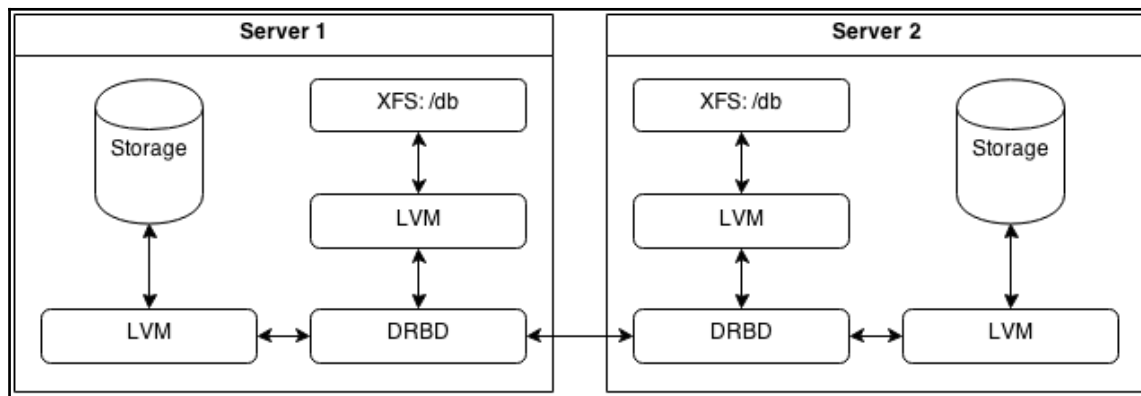 Server 1
Storage
XFS: /db
LVM
LVM
DRBD
Server 2
XFS: /db
Storage
LVM
DRBD
LVM